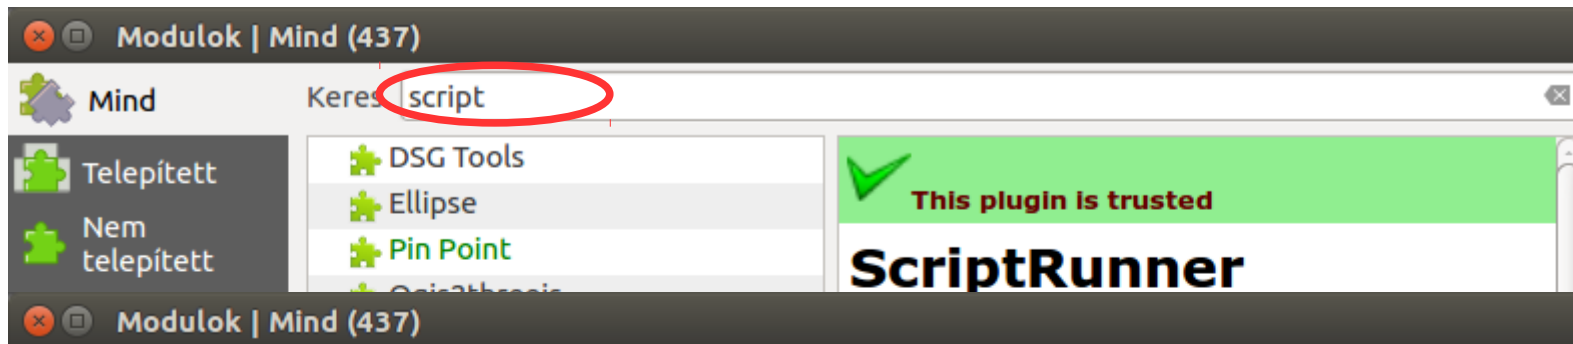 Modulok | Mind (437)
Mind
Keres
script
Telepített
Nem
telepített
DSG Tools
Ellipse
Pin Point
Qgis2threejs
This plugin is trusted
ScriptRunner
Modulok | Mind (437)